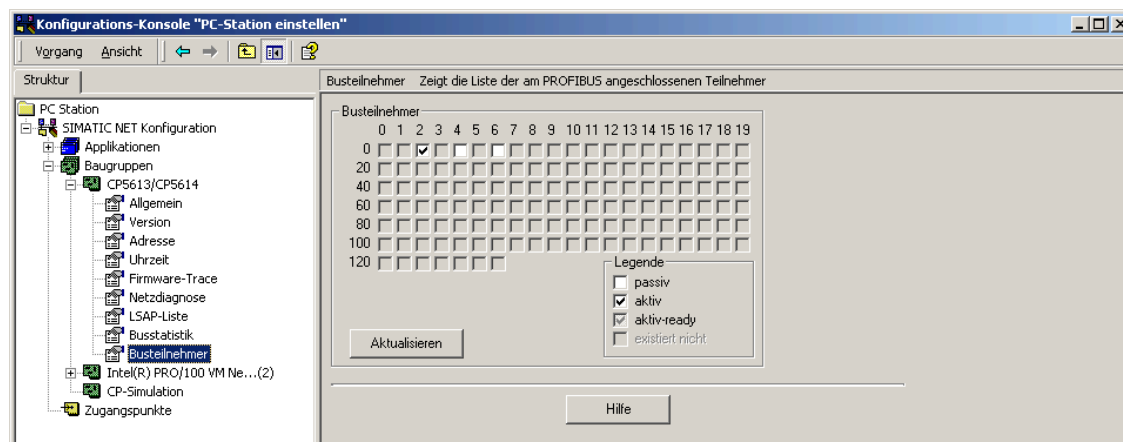 Konfigurations-Konsole "PC-Station einstellen"
Vorgang Ansicht
Struktur
Busteilnehmer Zeigt die Liste der am PROFIBUS angeschlossenen Teilnehmer
PC Station
SIMATIC NET Konfiguration
Applikationen
Baugruppen
CP5613/CP5614
Allgemein
Version
Adresse
Uhrzeit
Firmware-Trace
Netzdiagnose
LSAP-Liste
Busstatistik
Busteilnehmer
Intel(R) PRO/100 VM Ne...(2)
CP-Simulation
Zugangspunkte
Busteilnehmer
0 1 2 3 4 5 6 7 8 9 10 11 12 13 14 15 16 17 18 19
0
20
40
60
80
100
120
Legende
passiv
aktiv
aktiv-ready
existiert nicht
Aktualisieren
Hilfe